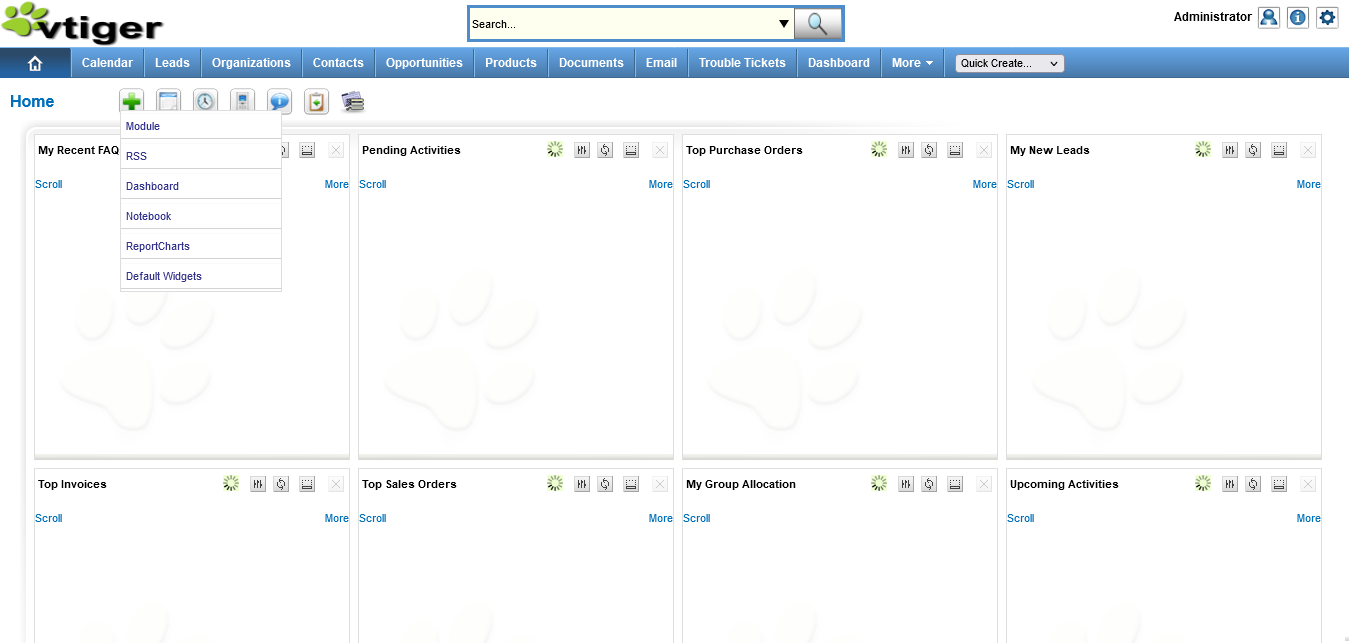 vtiger
Search...
Administrator
Calendar Leads Organizations Contacts Opportunities Products Documents Email Trouble Tickets Dashboard More Quick Create...
Home
Module
RSS
Dashboard
Notebook
ReportCharts
Default Widgets
My Recent FAQ Pending Activities Top Purchase Orders My New Leads
Scroll More Scroll More Scroll More Scroll More
Top Invoices Top Sales Orders My Group Allocation Upcoming Activities
Scroll More Scroll More Scroll More Scroll More